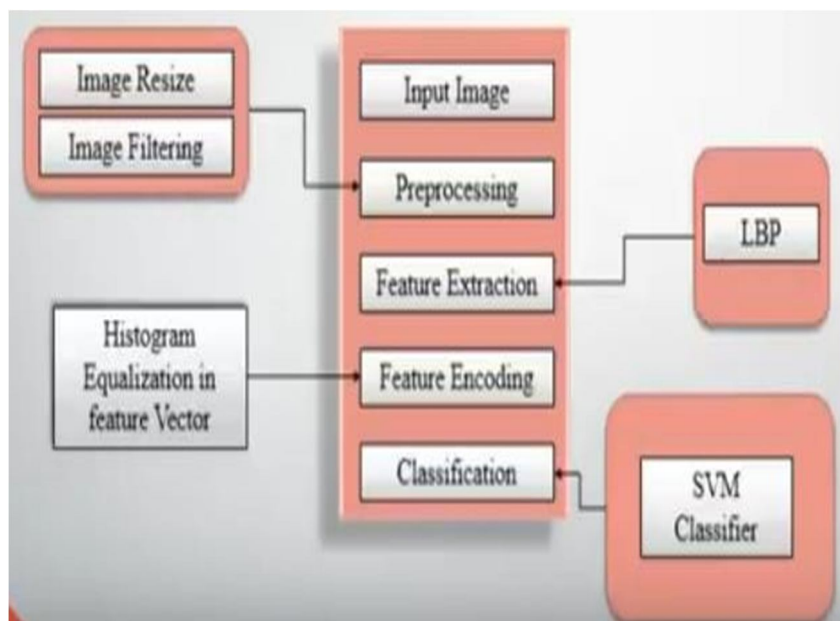 Image Resize
Image Filtering
Input Image
Preprocessing
Feature Extraction
Feature Encoding
Classification
Histogram
Equalization in
feature Vector
LBP
SVM
Classifier